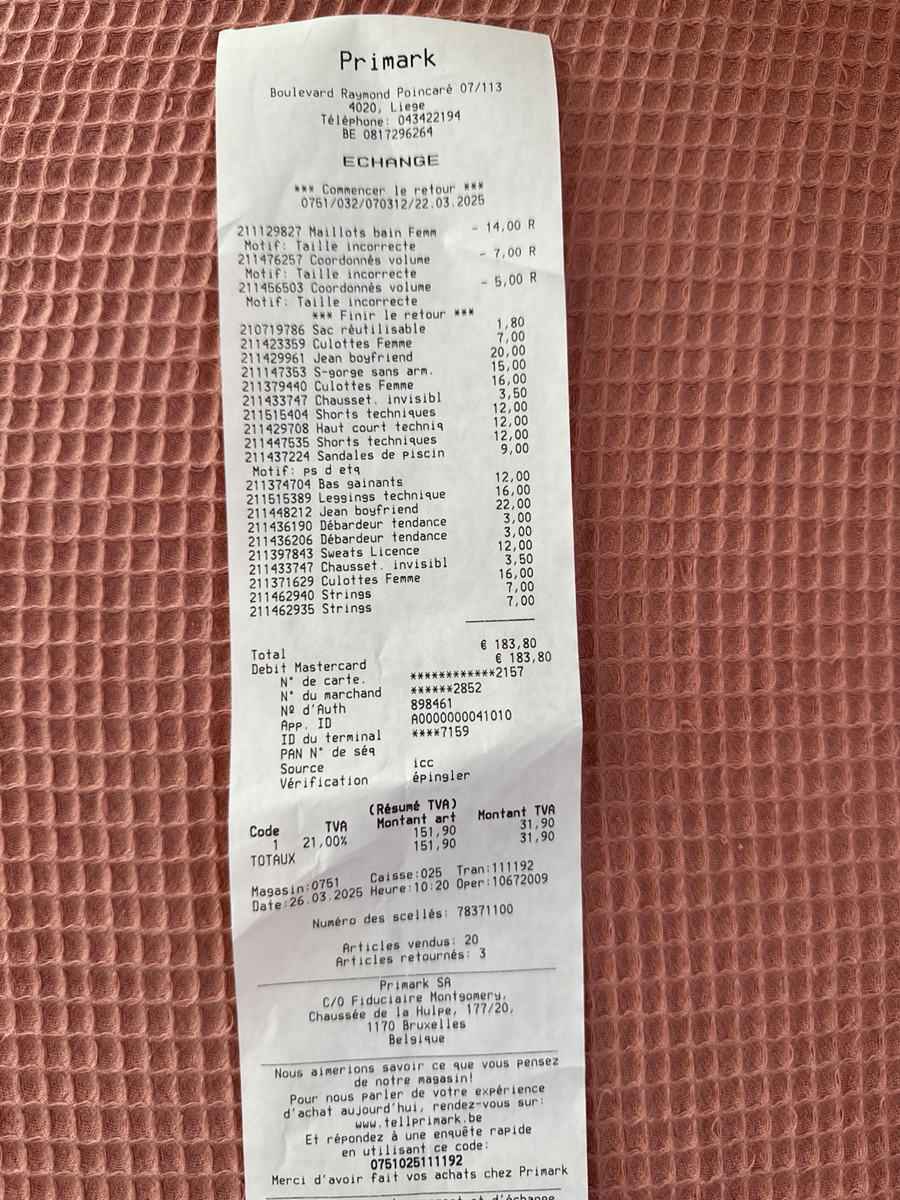 Primark
Boulevard Raymond Poincaré 07/113
4020, Liege
Téléphone: 043422194
BE 0817296264
ECHANGE
*** Commencer le retour ***
0751/032/070312/22.03.2025
211129827 Maillots bain Femm - 14,00 R
Motif: Taille incorrecte
211476257 Coordonnés volume - 7,00 R
Motif: Taille incorrecte
211456503 Coordonnés volume - 5,00 R
Motif: Taille incorrecte
*** Finir le retour ***
210719786 Sac réutilisable 1,80
211423359 Culottes Femme 7,00
211429961 Jean boyfriend 20,00
211147353 S-gorge sans arm. 15,00
211379440 Culottes Femme 16,00
211433747 Chausset. invisibl 3,50
211515404 Shorts techniques 12,00
211429708 Haut court techniq 12,00
211447535 Shorts techniques 12,00
211437224 Sandales de piscin 9,00
Motif: ps d etq
211374704 Bas gainants 12,00
211515389 Leggings technique 16,00
211448212 Jean boyfriend 22,00
211436190 Débardeur tendance 3,00
211436206 Débardeur tendance 3,00
211397843 Sweats Licence 12,00
211433747 Chausset. invisibl 3,50
211371629 Culottes Femme 16,00
211462940 Strings 7,00
211462935 Strings 7,00
Total € 183,80
Debit Mastercard € 183,80
N° de carte. ************2157
N° du marchand ******2852
Nº d'Auth 898461
App. ID A0000000041010
ID du terminal ****7159
PAN N° de séq
Source icc
Vérification épingler
(Résumé TVA)
Code TVA Montant art Montant TVA
1 21,00% 151,90 31,90
TOTAUX 151,90 31,90
Magasin:0751 Caisse:025 Tran:111192
Date:26.03.2025 Heure:10:20 Oper:10672009
Numéro des scellés: 78371100
Articles vendus: 20
Articles retournés: 3
Primark SA
C/O Fiduciaire Montgomery,
Chaussée de la Hulpe, 177/20,
1170 Bruxelles
Belgique
Nous aimerions savoir ce que vous pensez
de notre magasin!
Pour nous parler de votre expérience
d'achat aujourd'hui, rendez-vous sur:
www.tellprimark.be
Et répondez à une enquête rapide
en utilisant ce code:
0751025111192
Merci d'avoir fait vos achats chez Primark
et d'échange